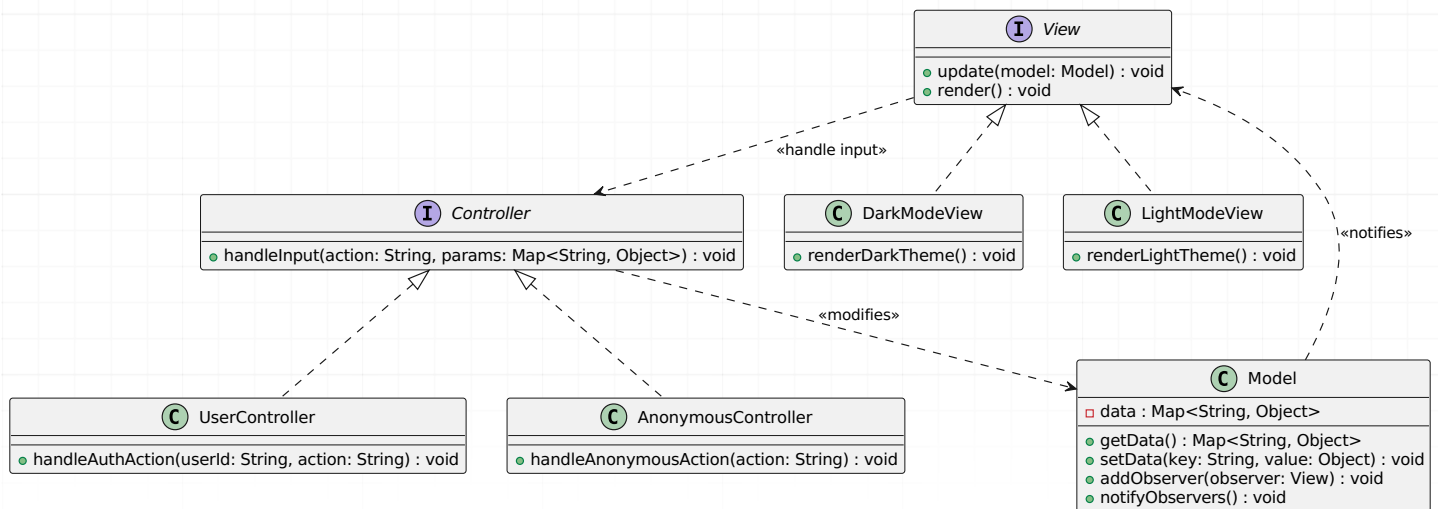 I View
update(model: Model) : void
render() : void
«handle input»
I Controller
handleInput(action: String, params: Map<String, Object>) : void
C DarkModeView
renderDarkTheme() : void
C LightModeView
renderLightTheme() : void
«notifies»
«modifies»
C UserController
handleAuthAction(userId: String, action: String) : void
C AnonymousController
handleAnonymousAction(action: String) : void
C Model
data : Map<String, Object>
getData() : Map<String, Object>
setData(key: String, value: Object) : void
addObserver(observer: View) : void
notifyObservers() : void